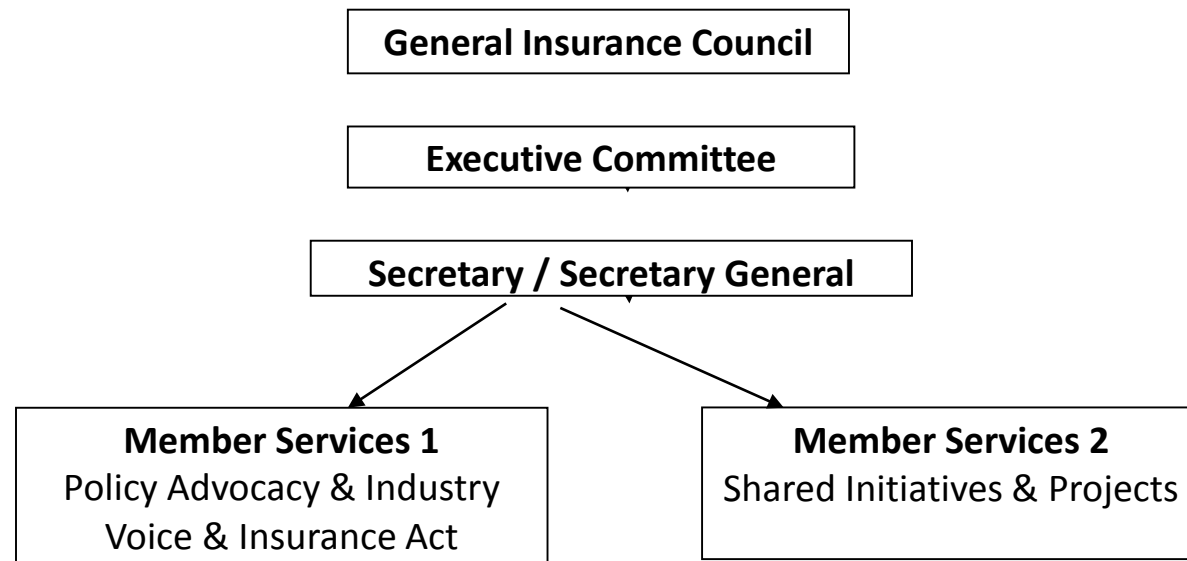 General Insurance Council
Executive Committee
Secretary / Secretary General
Member Services 1
Policy Advocacy & Industry
Voice & Insurance Act
Member Services 2
Shared Initiatives & Projects